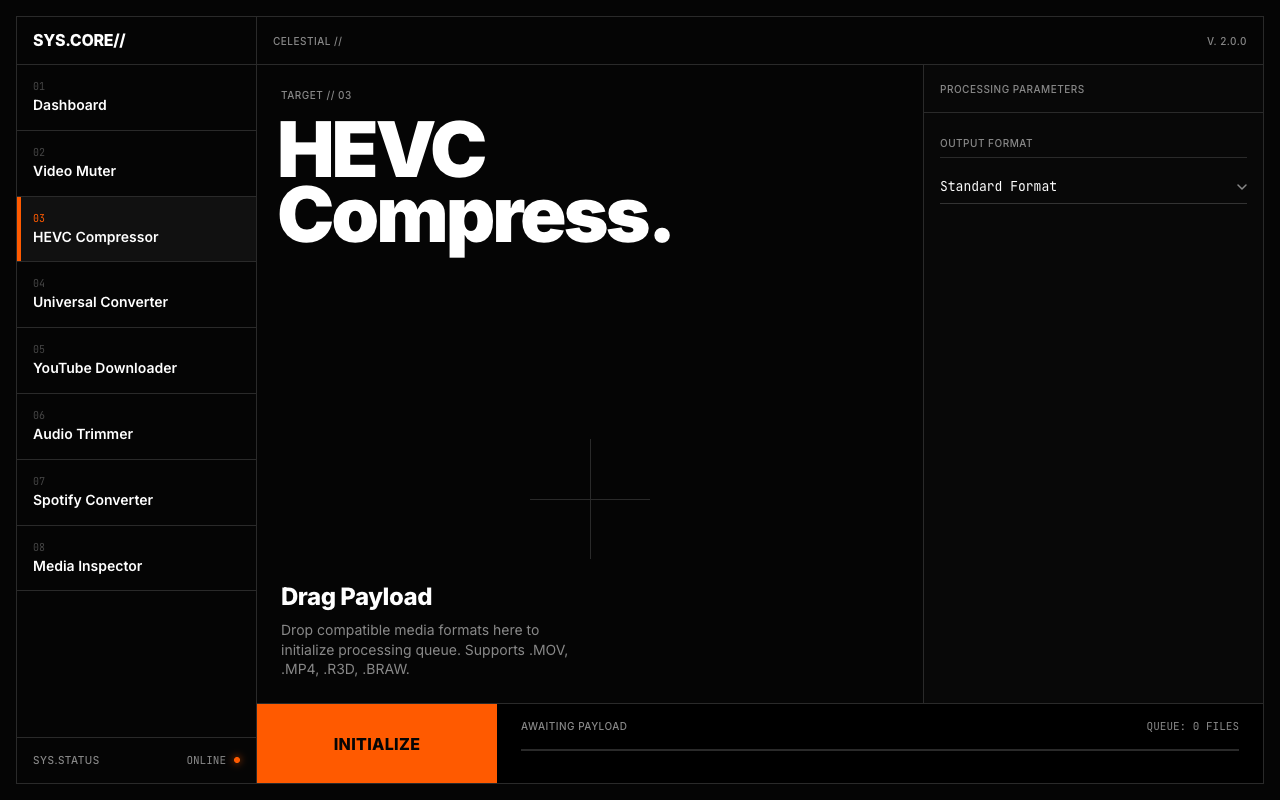 SYS.CORE//
CELESTIAL //
V. 2.0.0
01
Dashboard
02
Video Muter
03
HEVC Compressor
04
Universal Converter
05
YouTube Downloader
06
Audio Trimmer
07
Spotify Converter
08
Media Inspector
SYS.STATUS
ONLINE
TARGET // 03
HEVC
Compress.
Drag Payload
Drop compatible media formats here to
initialize processing queue. Supports .MOV,
.MP4, .R3D, .BRAW.
PROCESSING PARAMETERS
OUTPUT FORMAT
Standard Format
INITIALIZE
AWAITING PAYLOAD
QUEUE: 0 FILES